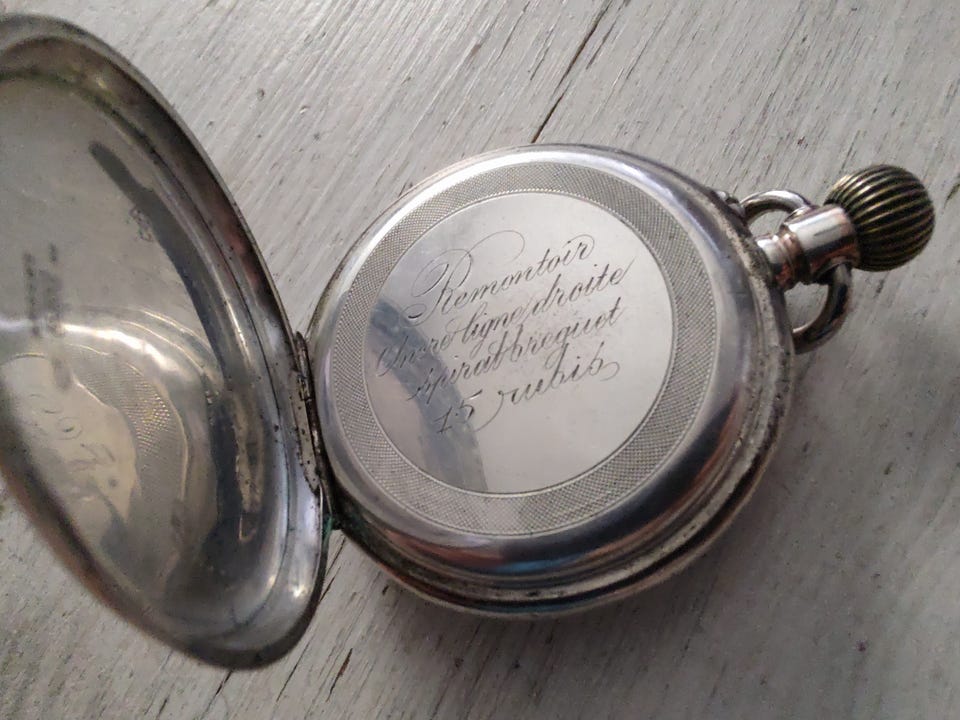 Remontoir
Ancre ligne droite
spiral breguet
15 rubis